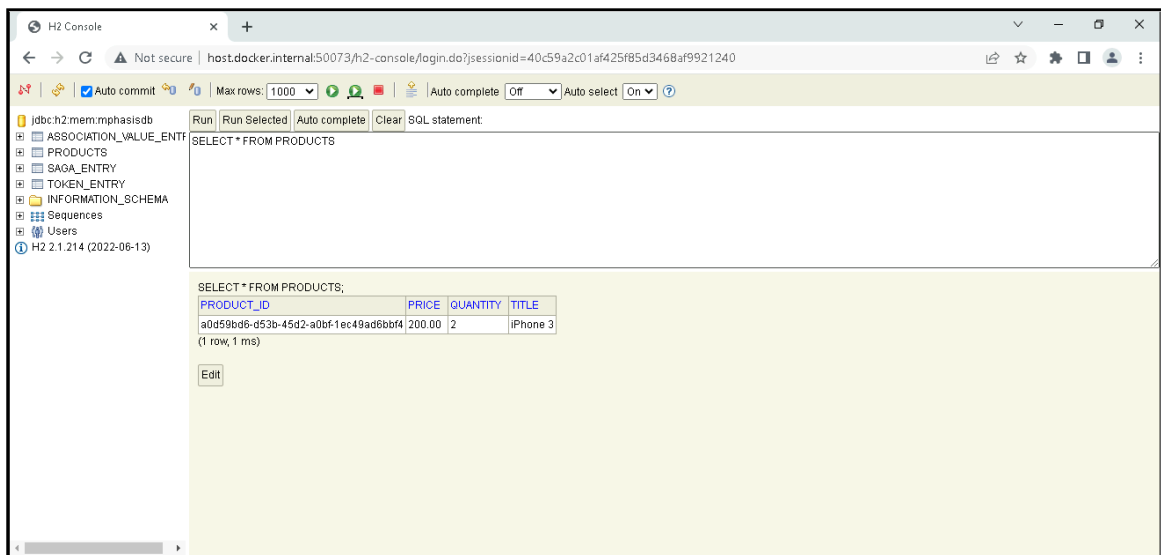 H2 Console
Not secure | host.docker.internal:50073/h2-console/login.do?jsessionid=40c59a2c01af425f85d3468af9921240
Auto commit Max rows: 1000 Auto complete Off Auto select On
jdbc:h2:mem:mphasisdb
ASSOCIATION_VALUE_ENTF
PRODUCTS
SAGA_ENTRY
TOKEN_ENTRY
INFORMATION_SCHEMA
Sequences
Users
H2 2.1.214 (2022-06-13)
Run Run Selected Auto complete Clear SQL statement:
SELECT * FROM PRODUCTS
SELECT * FROM PRODUCTS;
PRODUCT_ID PRICE QUANTITY TITLE
a0d59bd6-d53b-45d2-a0bf-1ec49ad6bbf4 200.00 2 iPhone 3
(1 row, 1 ms)
Edit